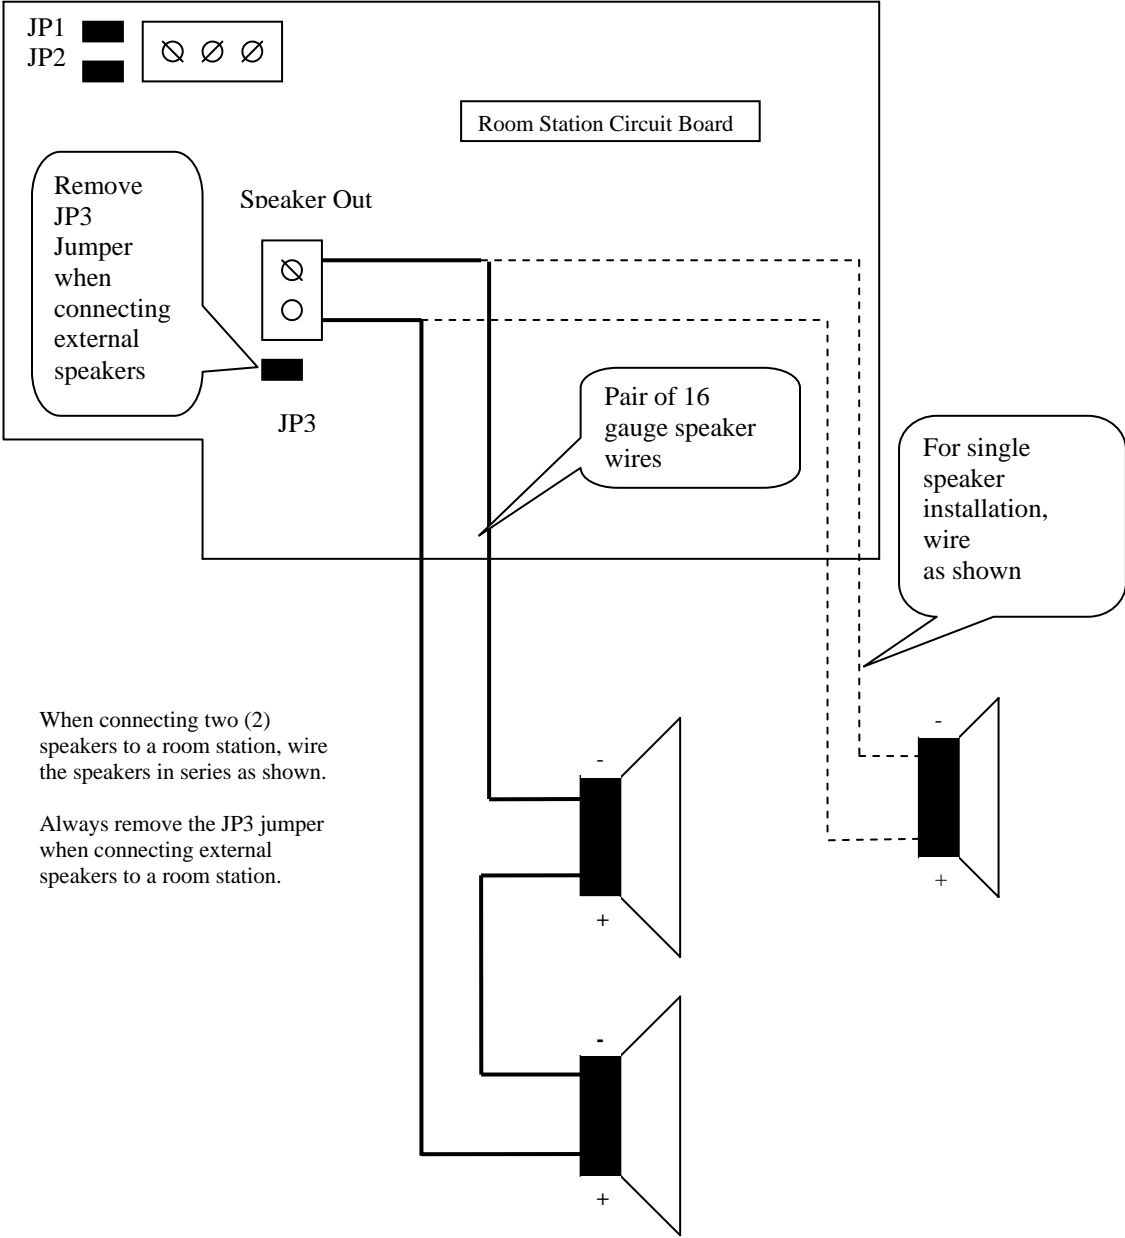 JP1
JP2
Room Station Circuit Board
Remove
JP3
Jumper
when
connecting
external
speakers
Speaker Out
JP3
Pair of 16
gauge speaker
wires
For single
speaker
installation,
wire
as shown
When connecting two (2)
speakers to a room station, wire
the speakers in series as shown.
Always remove the JP3 jumper
when connecting external
speakers to a room station.
-
+
-
+
-
+